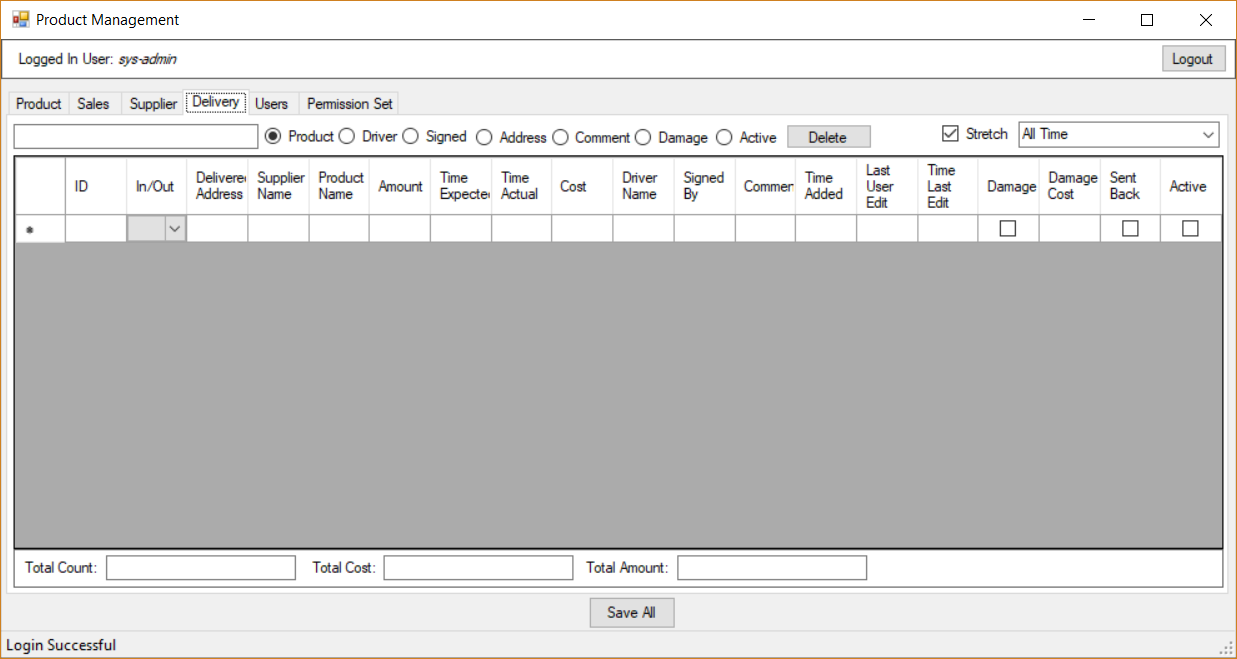 Product Management
Logged In User: sys-admin
Logout
Product Sales Supplier Delivery Users Permission Set
Product Driver Signed Address Comment Damage Active Delete Stretch All Time
ID
In/Out
Delivered
Address
Supplier
Name
Product
Name
Amount
Time
Expected
Time
Actual
Cost
Driver
Name
Signed
By
Commen
Time
Added
Last
User
Edit
Time
Last
Edit
Damage
Damage
Cost
Sent
Back
Active
Total Count: Total Cost: Total Amount:
Save All
Login Successful